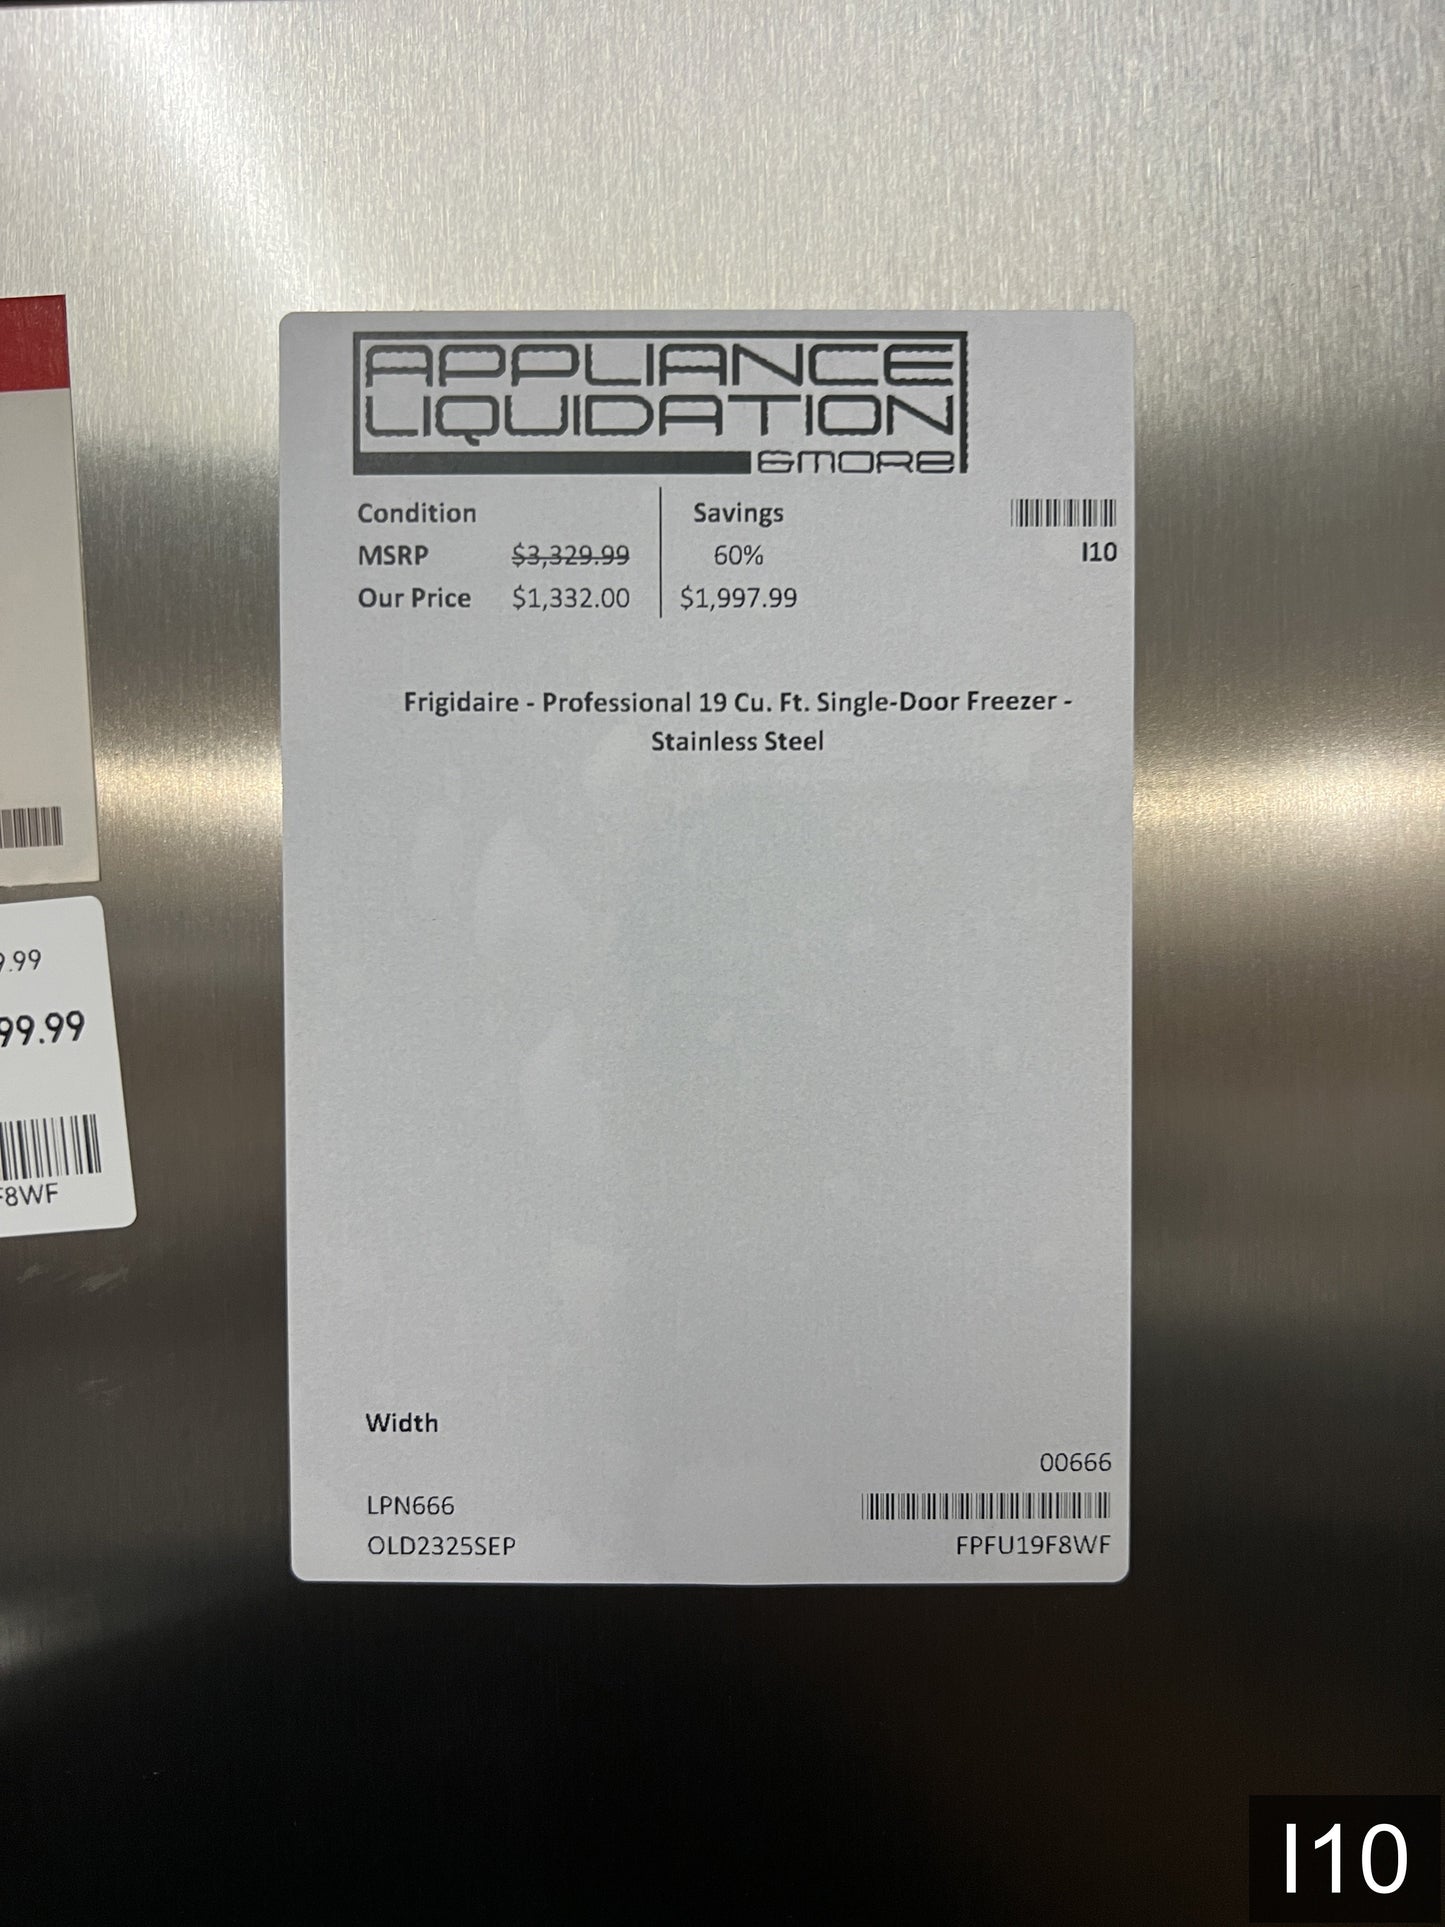 APPLIANCE
LIQUIDATION
&MORE
Condition
MSRP $3,329.99
Our Price $1,332.00
Savings
60%
$1,997.99
I10
Frigidaire - Professional 19 Cu. Ft. Single-Door Freezer -
Stainless Steel
9.99
99.99
F8WF
Width
00666
LPN666
OLD2325SEP
FPFU19F8WF
I10